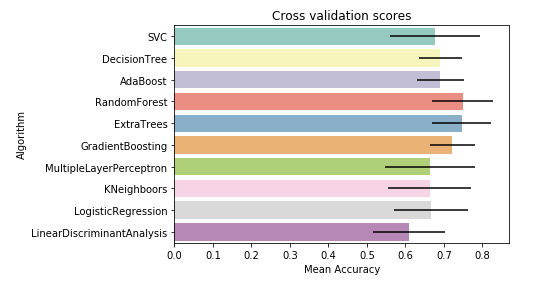 Cross validation scores
Algorithm
SVC
DecisionTree
AdaBoost
RandomForest
ExtraTrees
GradientBoosting
MultipleLayerPerceptron
KNeighboors
LogisticRegression
LinearDiscriminantAnalysis
0.0 0.1 0.2 0.3 0.4 0.5 0.6 0.7 0.8
Mean Accuracy